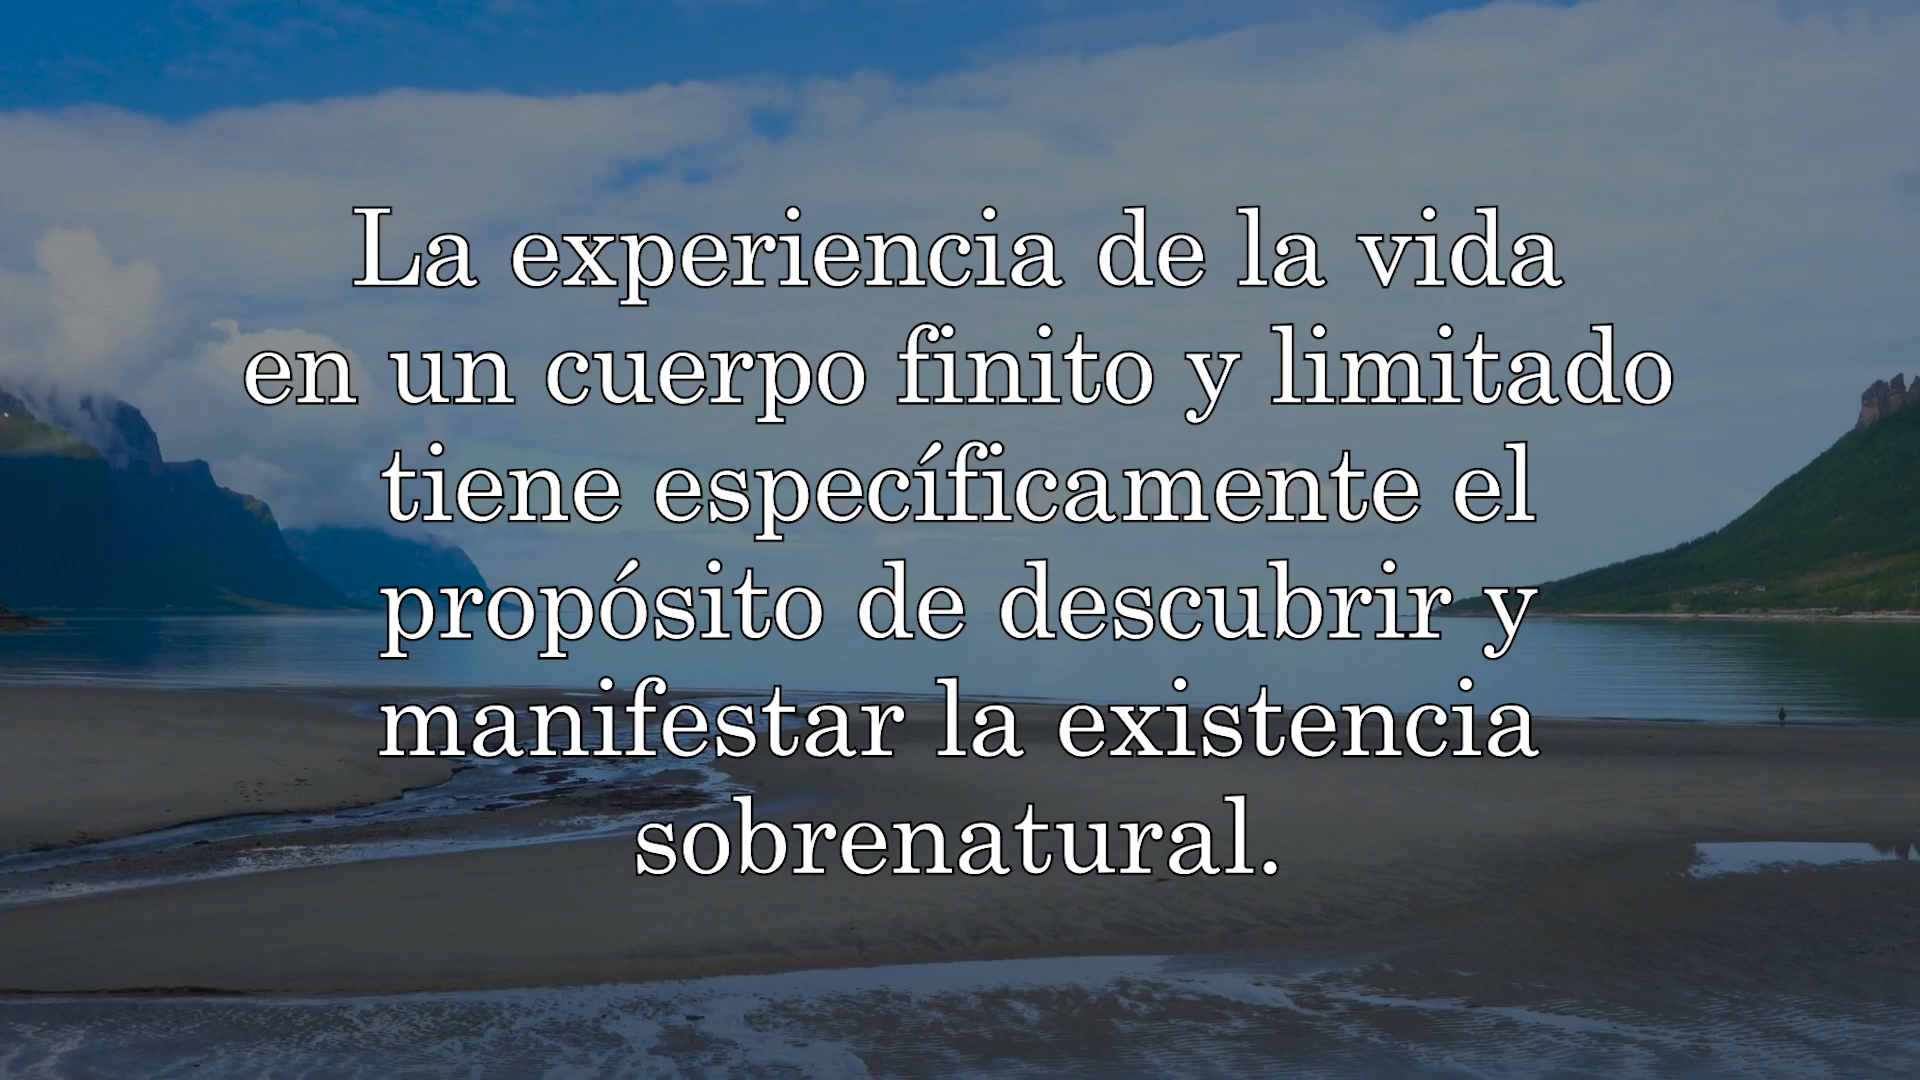 La experiencia de la vida
en un cuerpo finito y limitado
tiene específicamente el
propósito de descubrir y
manifestar la existencia
sobrenatural.